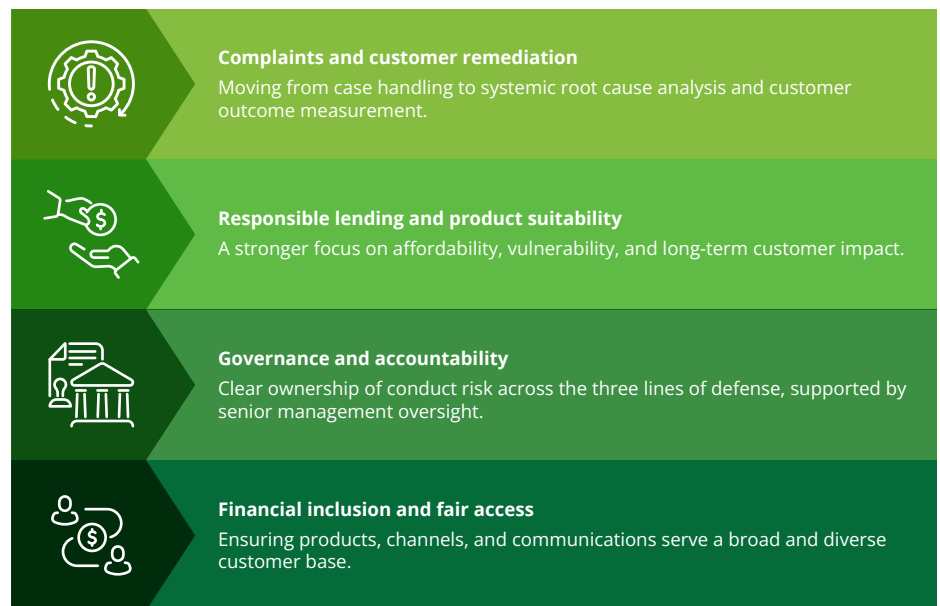 Complaints and customer remediation
Moving from case handling to systemic root cause analysis and customer
outcome measurement.
$
Responsible lending and product suitability
A stronger focus on affordability, vulnerability, and long-term customer impact.
Governance and accountability
Clear ownership of conduct risk across the three lines of defense, supported by
senior management oversight.
$
Financial inclusion and fair access
Ensuring products, channels, and communications serve a broad and diverse
customer base.